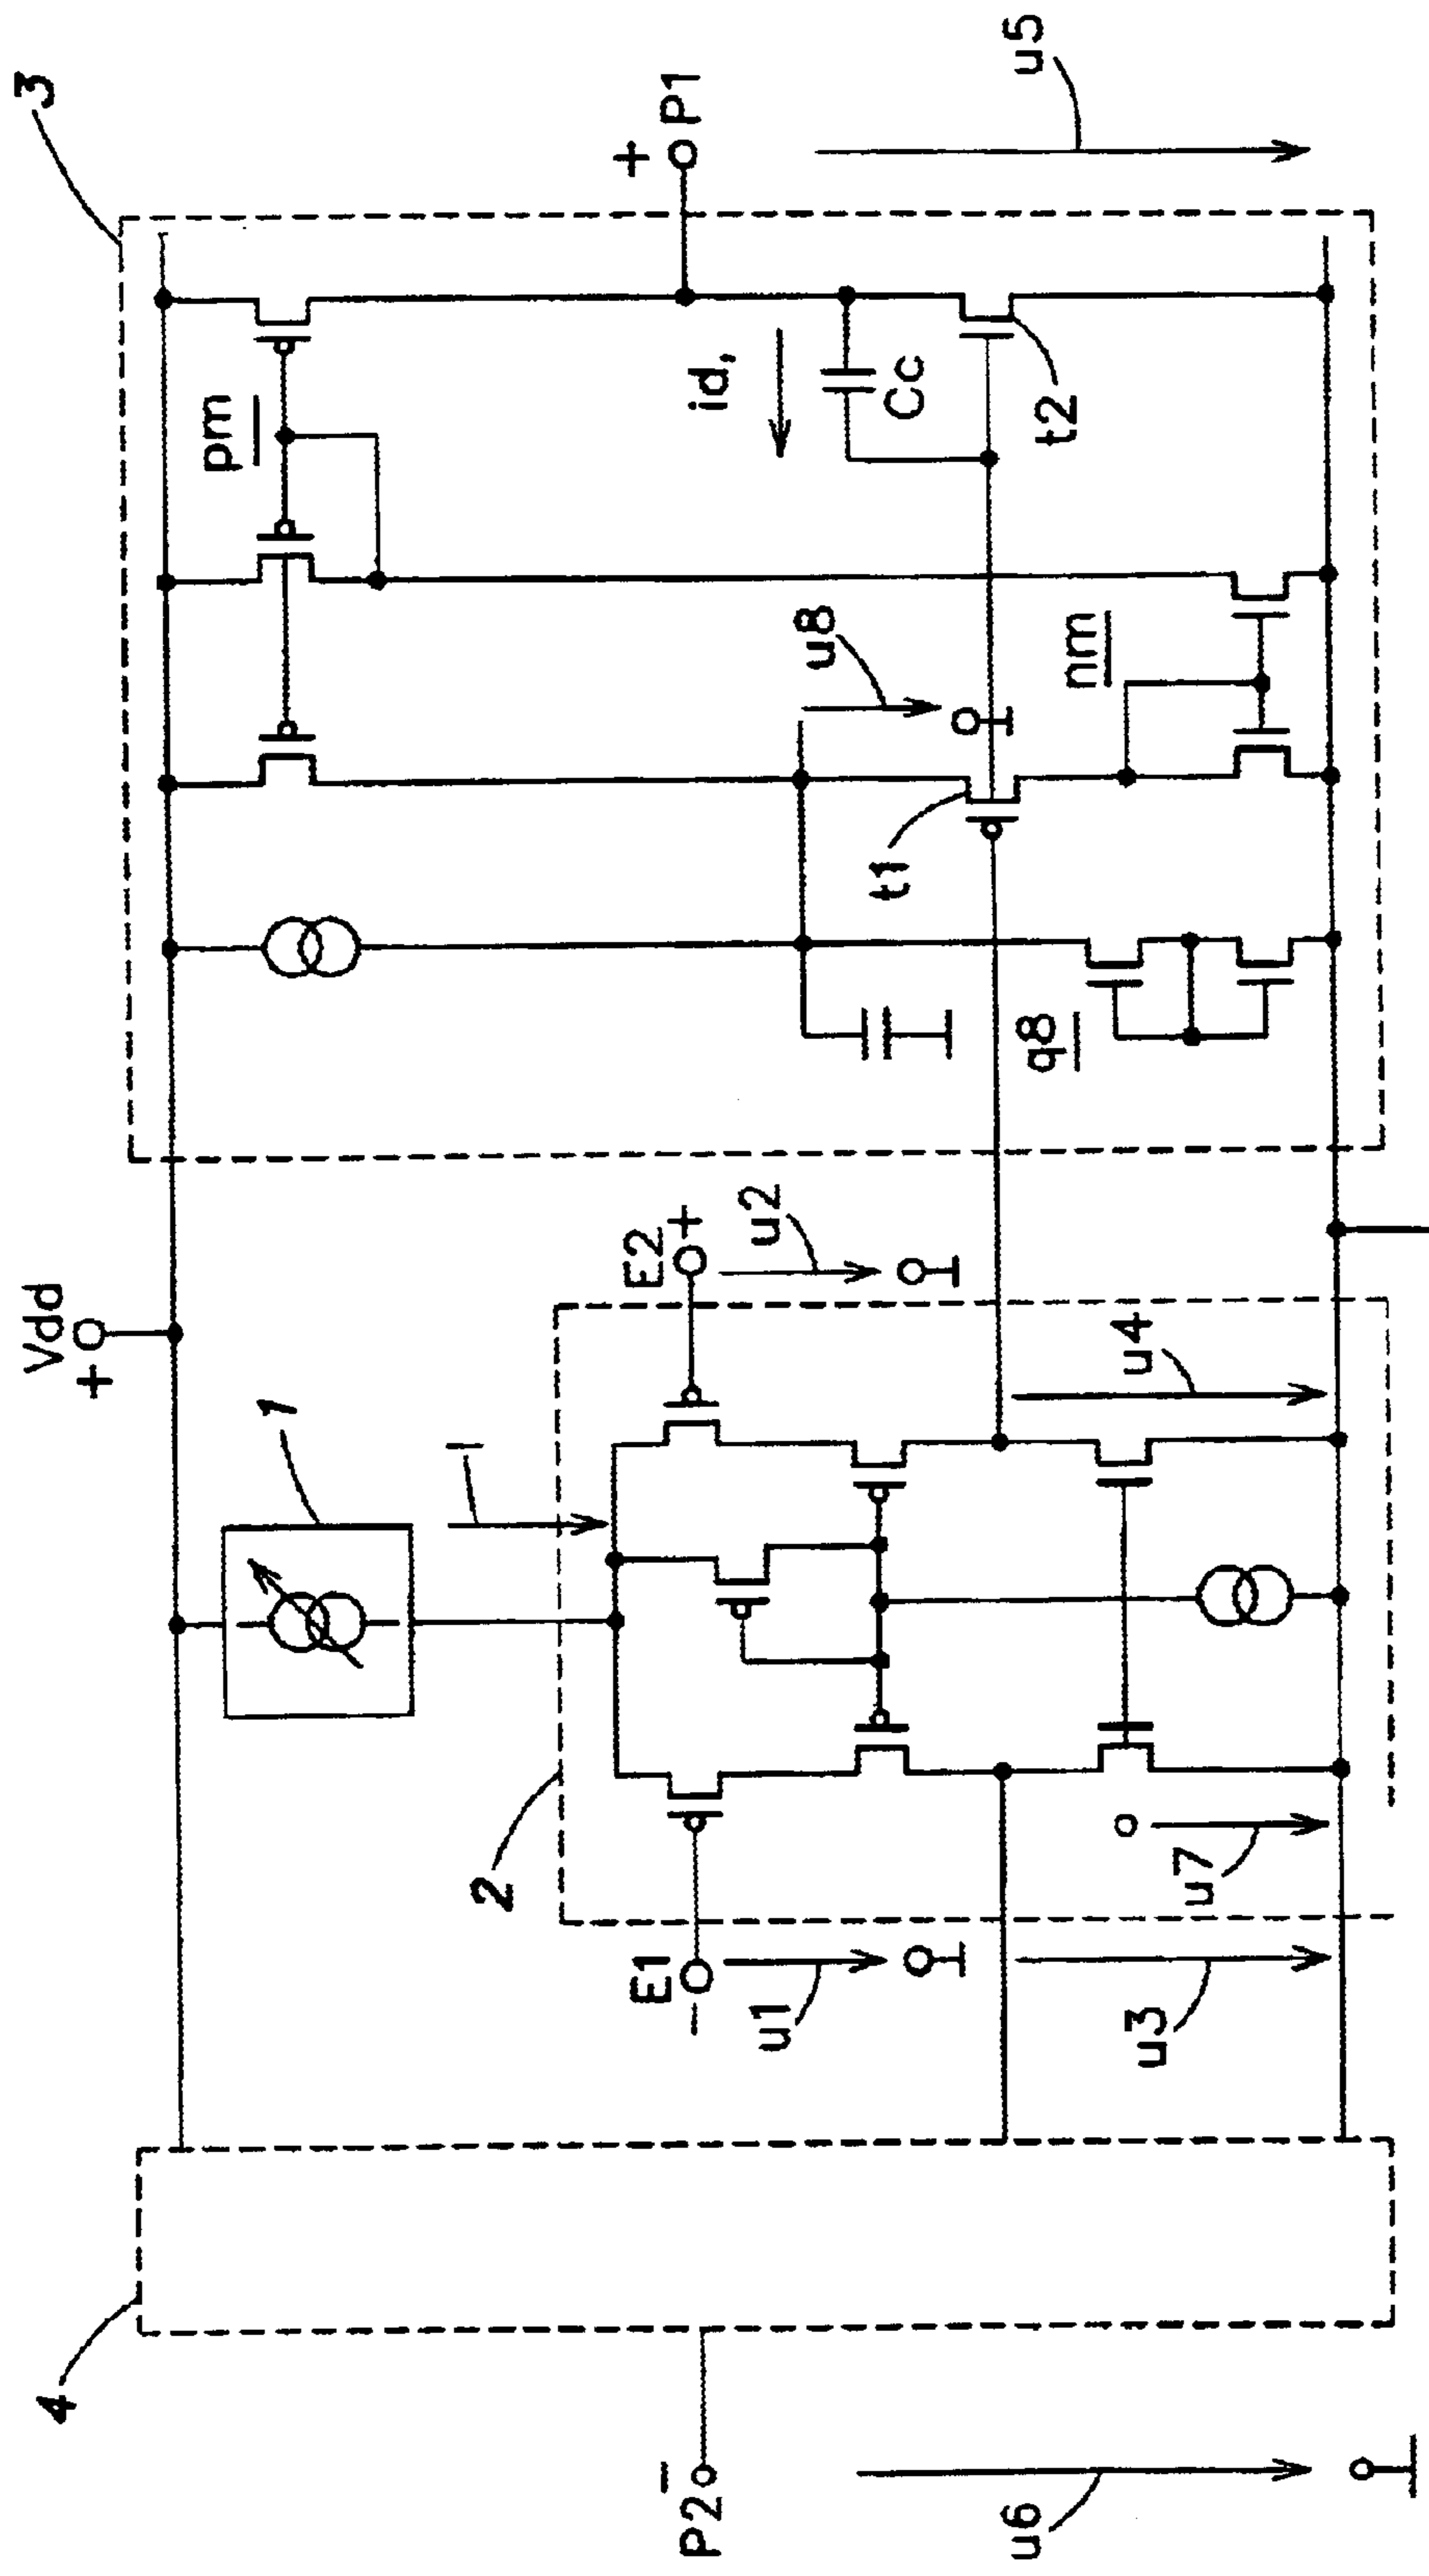 4
P2
−
u6
Vdd
+
1
I
2
E1
−
u1
u3
u7
E2
+
u2
u4
3
pm
id,
Cc
t2
u8
nm
t1
q8
+
P1
u5